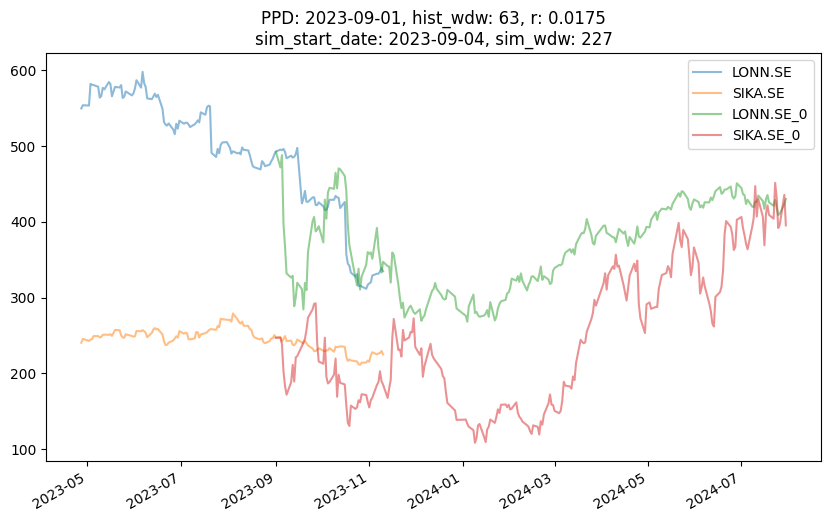 PPD: 2023-09-01, hist_wdw: 63, r: 0.0175
sim_start_date: 2023-09-04, sim_wdw: 227
LONN.SE
SIKA.SE
LONN.SE_0
SIKA.SE_0
600
500
400
300
200
100
2023-05
2023-07
2023-09
2023-11
2024-01
2024-03
2024-05
2024-07